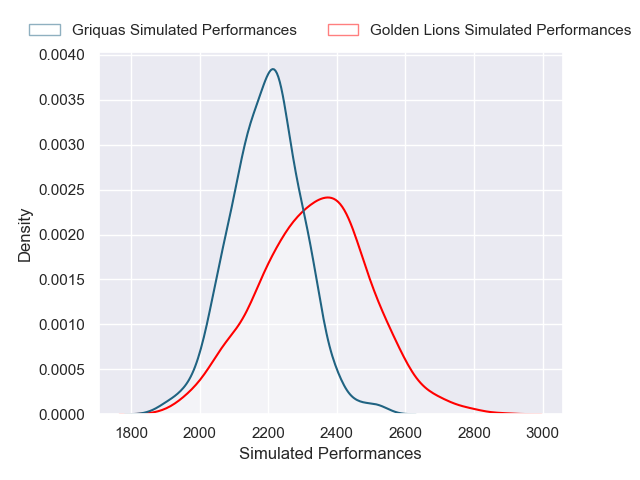 Griquas Simulated Performances Golden Lions Simulated Performances
0.0040
0.0035
0.0030
0.0025
0.0020
0.0015
0.0010
0.0005
0.0000
Density
1800 2000 2200 2400 2600 2800 3000
Simulated Performances